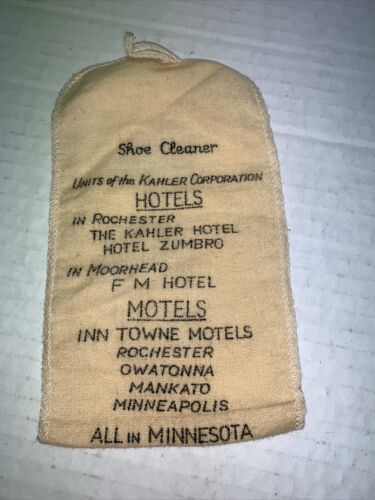 Shoe Cleaner
UNITS of the KAHLER CORPORATION
HOTELS
IN ROCHESTER
THE KAHLER HOTEL
HOTEL ZUMBRO
IN MOORHEAD
F M HOTEL
MOTELS
INN TOWNE MOTELS
ROCHESTER
OWATONNA
MANKATO
MINNEAPOLIS
ALL IN MINNESOTA